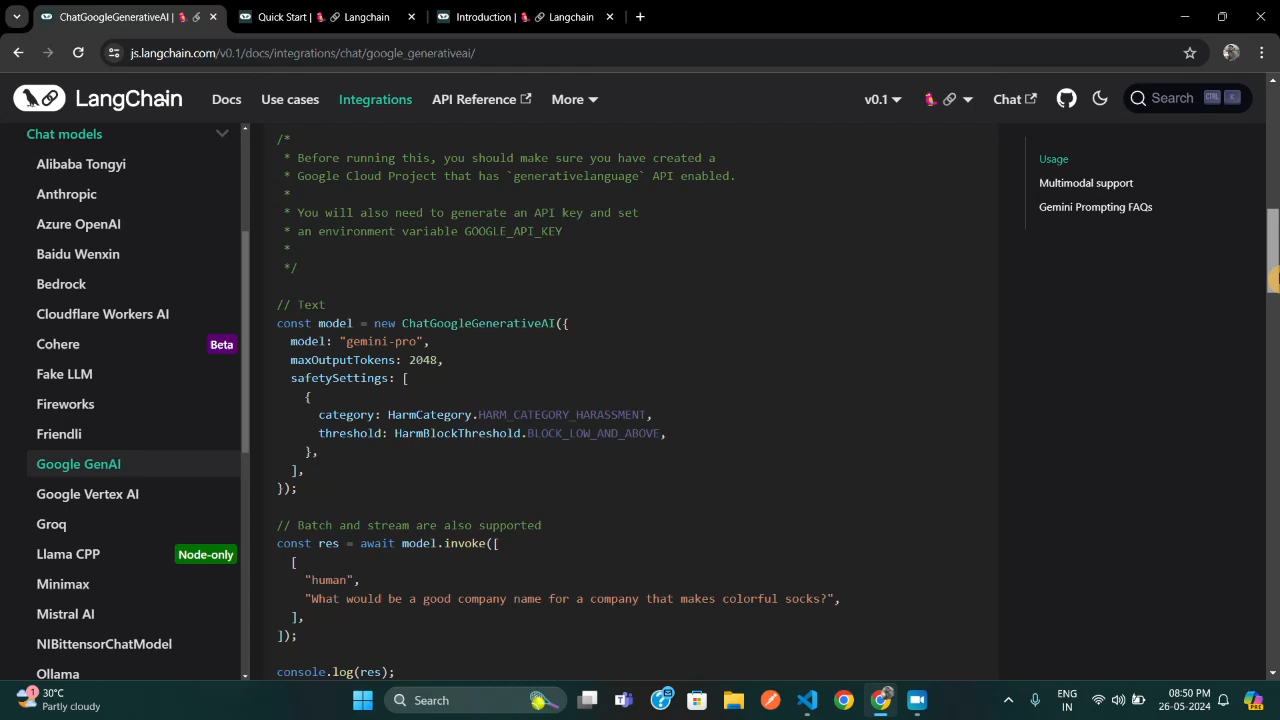 ChatGoogleGenerativeAI |
Quick Start | Langchain
Introduction | Langchain
js.langchain.com/v0.1/docs/integrations/chat/google_generativeai/
LangChain
Docs
Use cases
Integrations
API Reference
More
v0.1
Chat
Search
CTRL
K
Chat models
Alibaba Tongyi
Anthropic
Azure OpenAI
Baidu Wenxin
Bedrock
Cloudflare Workers AI
Cohere
Beta
Fake LLM
Fireworks
Friendli
Google GenAI
Google Vertex AI
Groq
Llama CPP
Node-only
Minimax
Mistral AI
NIBittensorChatModel
Ollama
/*
* Before running this, you should make sure you have created a
* Google Cloud Project that has `generativelanguage` API enabled.
*
* You will also need to generate an API key and set
* an environment variable GOOGLE_API_KEY
*
*/
// Text
const model = new ChatGoogleGenerativeAI({
model: "gemini-pro",
maxOutputTokens: 2048,
safetySettings: [
{
category: HarmCategory.HARM_CATEGORY_HARASSMENT,
threshold: HarmBlockThreshold.BLOCK_LOW_AND_ABOVE,
},
],
});
// Batch and stream are also supported
const res = await model.invoke([
[
"human",
"What would be a good company name for a company that makes colorful socks?",
],
]);
console.log(res);
Usage
Multimodal support
Gemini Prompting FAQs
1
30°C
Partly cloudy
Search
ENG
IN
08:50 PM
26-05-2024
PRE